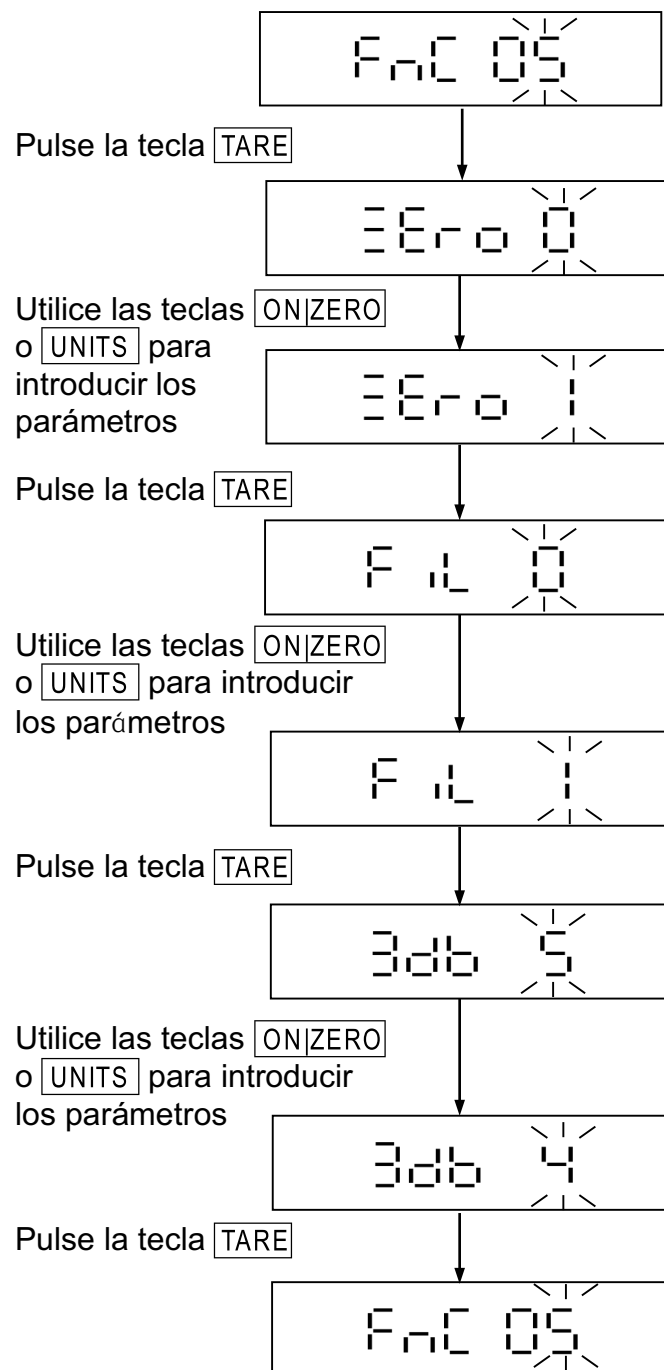 FnC 05
Pulse la tecla TARE
ZEro 0
Utilice las teclas ON|ZERO
o UNITS para
introducir los
parámetros
ZEro 1
Pulse la tecla TARE
FiL 0
Utilice las teclas ON|ZERO
o UNITS para introducir
los parámetros
FiL 1
Pulse la tecla TARE
3db 5
Utilice las teclas ON|ZERO
o UNITS para introducir
los parámetros
3db 4
Pulse la tecla TARE
FnC 05